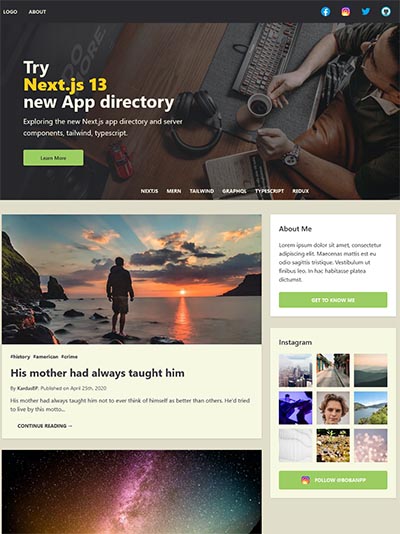 LOGO ABOUT
Try
Next.js 13
new App directory
Exploring the new Next.js app directory and server
components, tailwind, typescript.
Learn More
NEXTJS MERN TAILWIND GRAPHQL TYPESCRIPT REDUX
#history #american #crime
His mother had always taught him
By KardusBP. Published on April 25th, 2020
His mother had always taught him not to ever think of himself as better than others. He'd tried
to live by this motto...
CONTINUE READING →
About Me
Lorem ipsum dolor sit amet, consectetur
adipiscing elit. Maecenas mattis est eu
odio sagittis tristique. Vestibulum ut
finibus leo. In hac habitasse platea
dictumst.
GET TO KNOW ME
Instagram
FOLLOW @BOBANPP